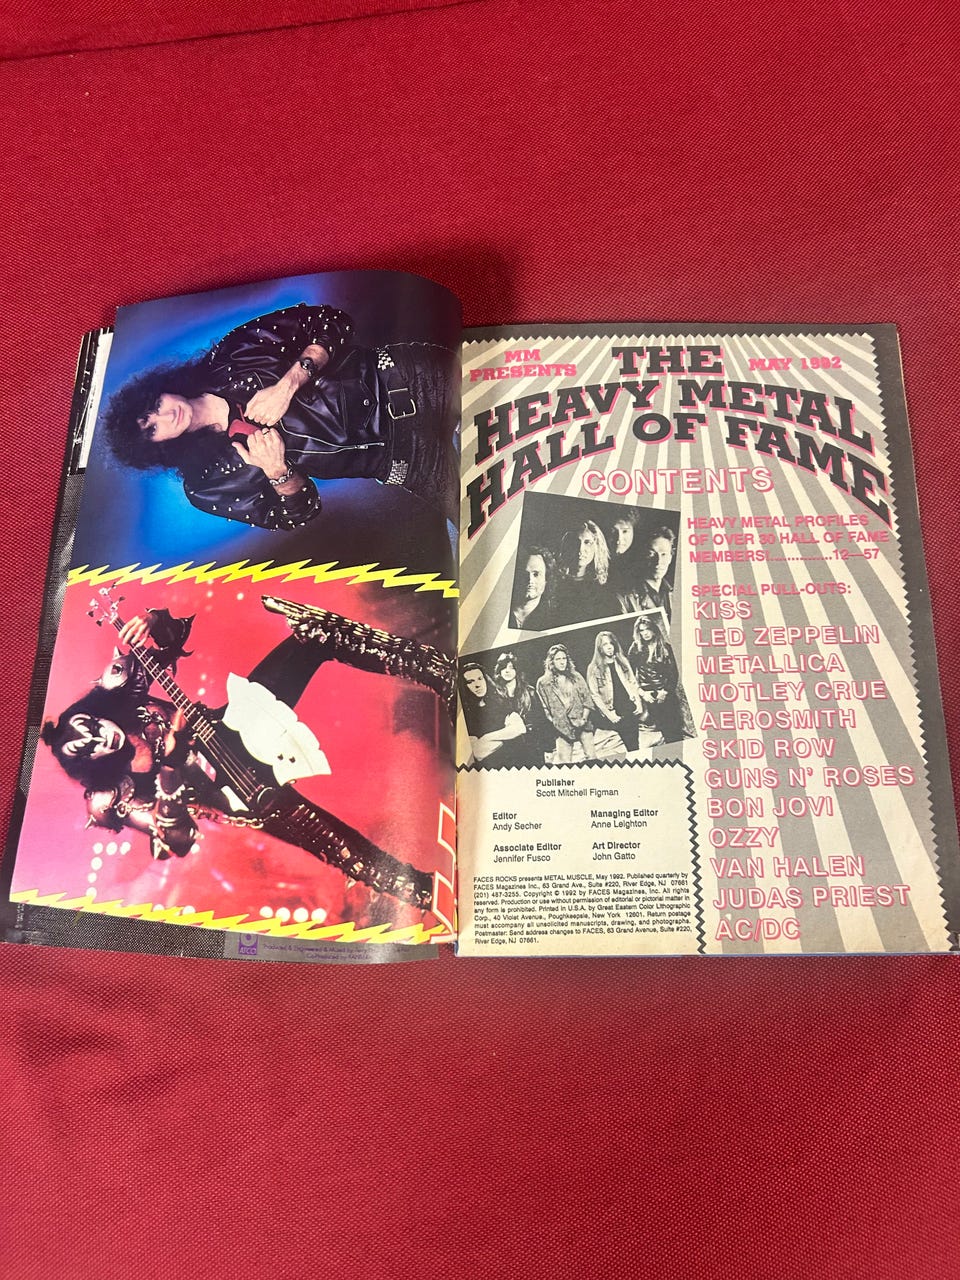 MM
PRESENTS
THE
MAY 1992
HEAVY METAL
HALL OF FAME
CONTENTS
HEAVY METAL PROFILES
OF OVER 30 HALL OF FAME
MEMBERS!...............12—57
SPECIAL PULL-OUTS:
KISS
LED ZEPPELIN
METALLICA
MOTLEY CRUE
AEROSMITH
SKID ROW
GUNS N' ROSES
BON JOVI
OZZY
VAN HALEN
JUDAS PRIEST
AC/DC
Publisher
Scott Mitchell Figman
Editor
Andy Secher
Managing Editor
Anne Leighton
Associate Editor
Jennifer Fusco
Art Director
John Gatto
FACES ROCKS presents METAL MUSCLE, May 1992. Published quarterly by
FACES Magazines Inc., 63 Grand Ave., Suite #220, River Edge, NJ 07661
(201) 487-3255. Copyright © 1992 by FACES Magazines, Inc. All rights
reserved. Production or use without permission of editorial or pictorial matter in
any form is prohibited. Printed in U.S.A. by Great Eastern Color Lithographic
Corp., 40 Violet Avenue., Poughkeepsie, New York 12601. Return postage
must accompany all unsolicited manuscripts, drawing, and photographs.
Postmaster: Send address changes to FACES, 63 Grand Avenue, Suite #220,
River Edge, NJ 07661.
ATCO
Produced & Engineered &